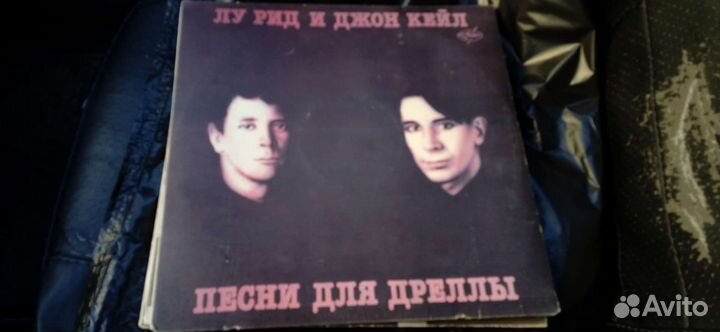 ЛУ РИД И ДЖОН КЕЙЛ
ПЕСНИ ДЛЯ ДРЕЛЛЫ
Avito